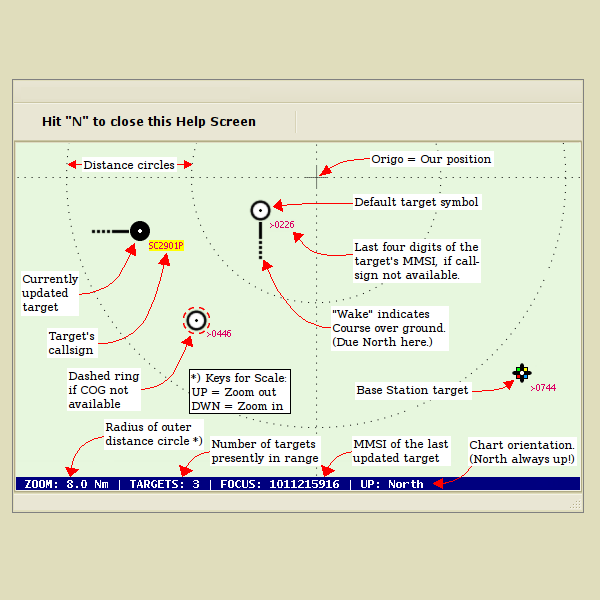 Hit "N" to close this Help Screen
Distance circles
Origo = Our position
Default target symbol
>0226
SC2901P
Last four digits of the
target's MMSI, if call-
sign not available.
Currently
updated
target
"Wake" indicates
Course over ground.
(Due North here.)
Target's
callsign
>0446
Dashed ring
if COG not
available
*) Keys for Scale:
UP = Zoom out
DWN = Zoom in
Base Station target
>0744
Radius of outer
distance circle *)
Number of targets
presently in range
MMSI of the last
updated target
Chart orientation.
(North always up!)
ZOOM: 8.0 Nm | TARGETS: 3 | FOCUS: 1011215916 | UP: North